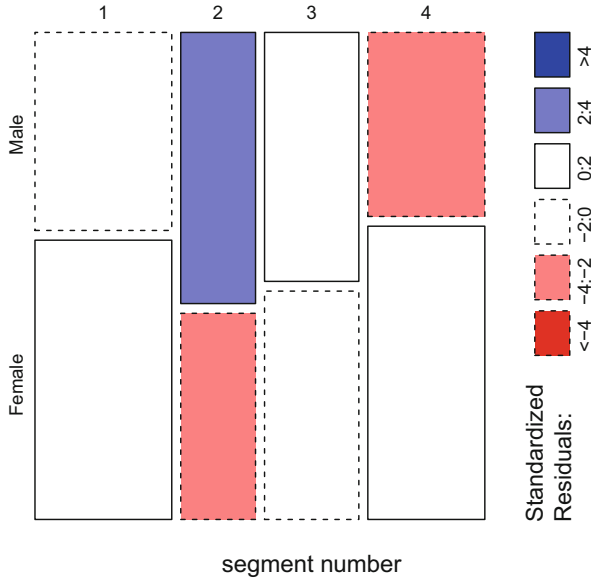 1 2 3 4
Male
Female
segment number
Standardized
Residuals:
<−4
−4:−2
−2:0
0:2
2:4
>4